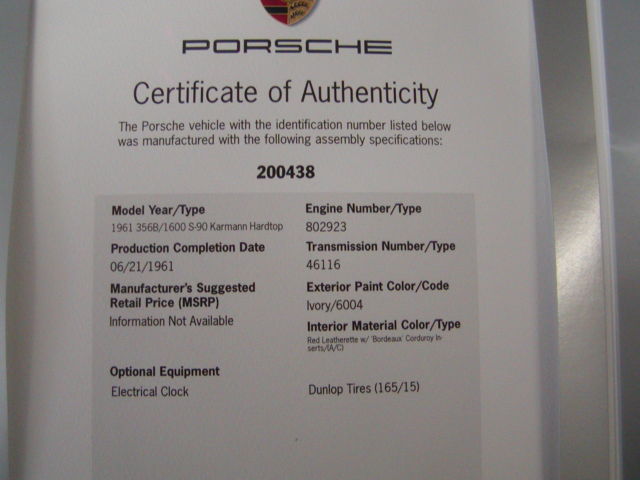 PORSCHE
Certificate of Authenticity
The Porsche vehicle with the identification number listed below
was manufactured with the following assembly specifications:
200438
Model Year/Type
1961 356B/1600 S-90 Karmann Hardtop
Production Completion Date
06/21/1961
Manufacturer's Suggested
Retail Price (MSRP)
Information Not Available
Engine Number/Type
802923
Transmission Number/Type
46116
Exterior Paint Color/Code
Ivory/6004
Interior Material Color/Type
Red Leatherette w/ 'Bordeaux' Corduroy In-
serts/(A/C)
Optional Equipment
Electrical Clock
Dunlop Tires (165/15)